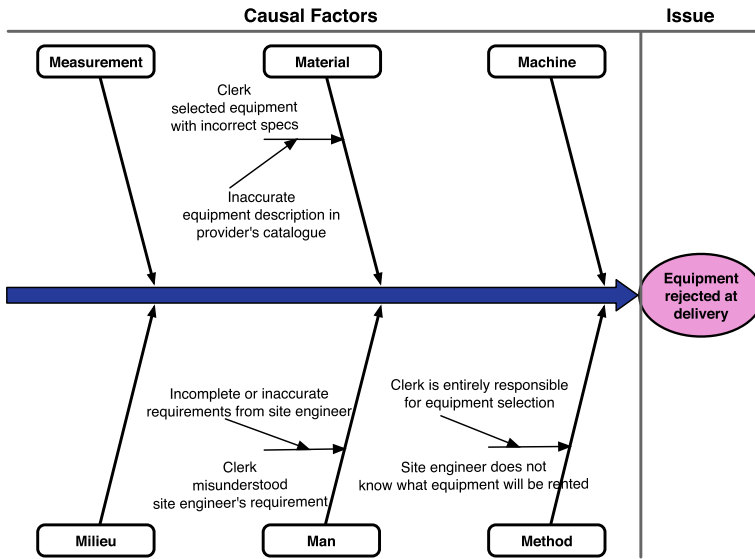 Causal Factors
Issue
Measurement
Material
Machine
Clerk
selected equipment
with incorrect specs
Inaccurate
equipment description in
provider's catalogue
Equipment
rejected at
delivery
Incomplete or inaccurate
requirements from site engineer
Clerk is entirely responsible
for equipment selection
Clerk
misunderstood
site engineer's requirement
Site engineer does not
know what equipment will be rented
Milieu
Man
Method